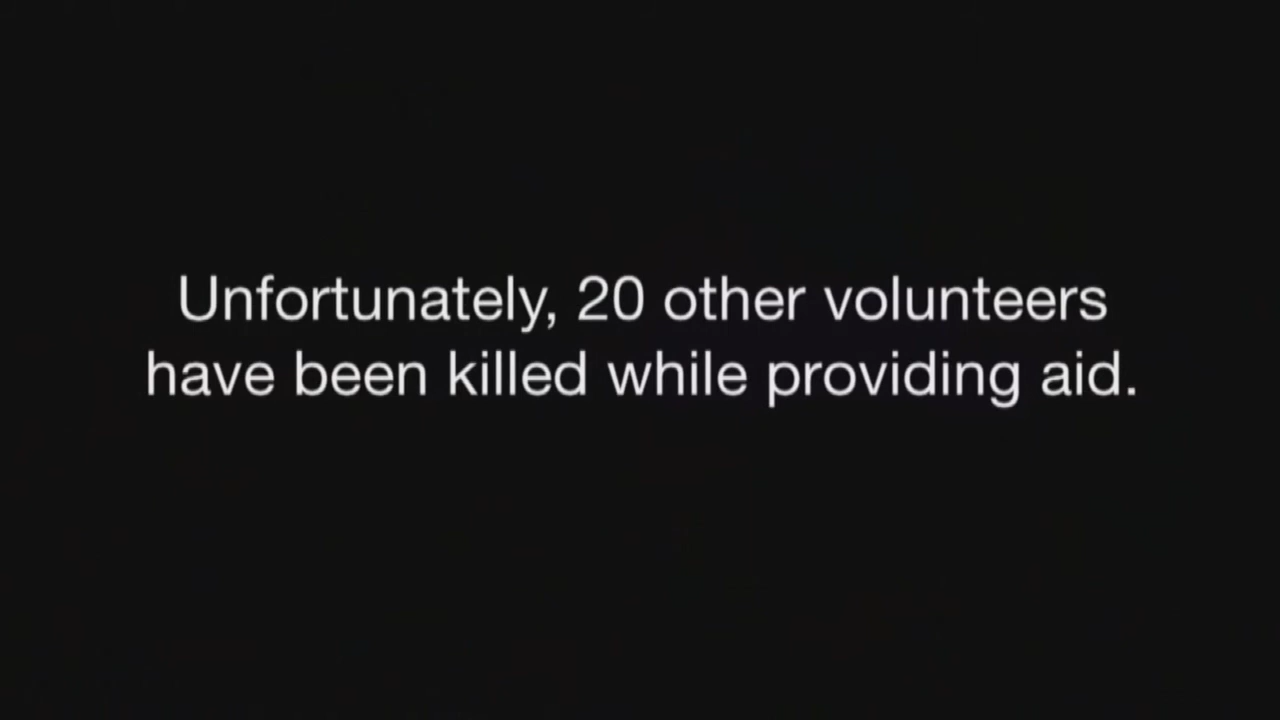 Unfortunately, 20 other volunteers
have been killed while providing aid.